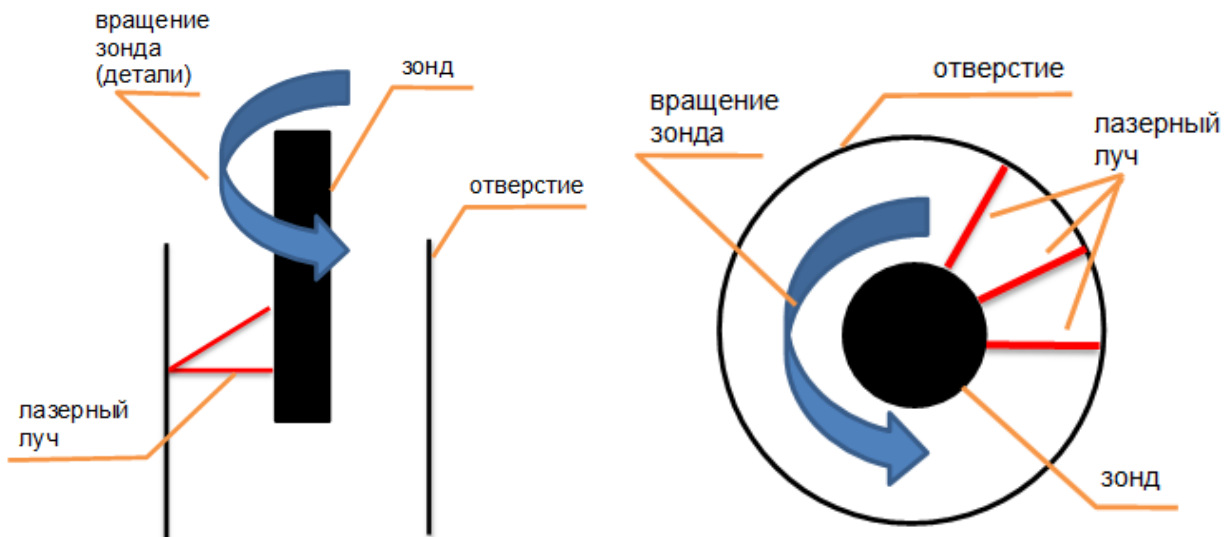 вращение
зонда
(детали)
зонд
отверстие
лазерный
луч
отверстие
вращение
зонда
лазерный
луч
зонд